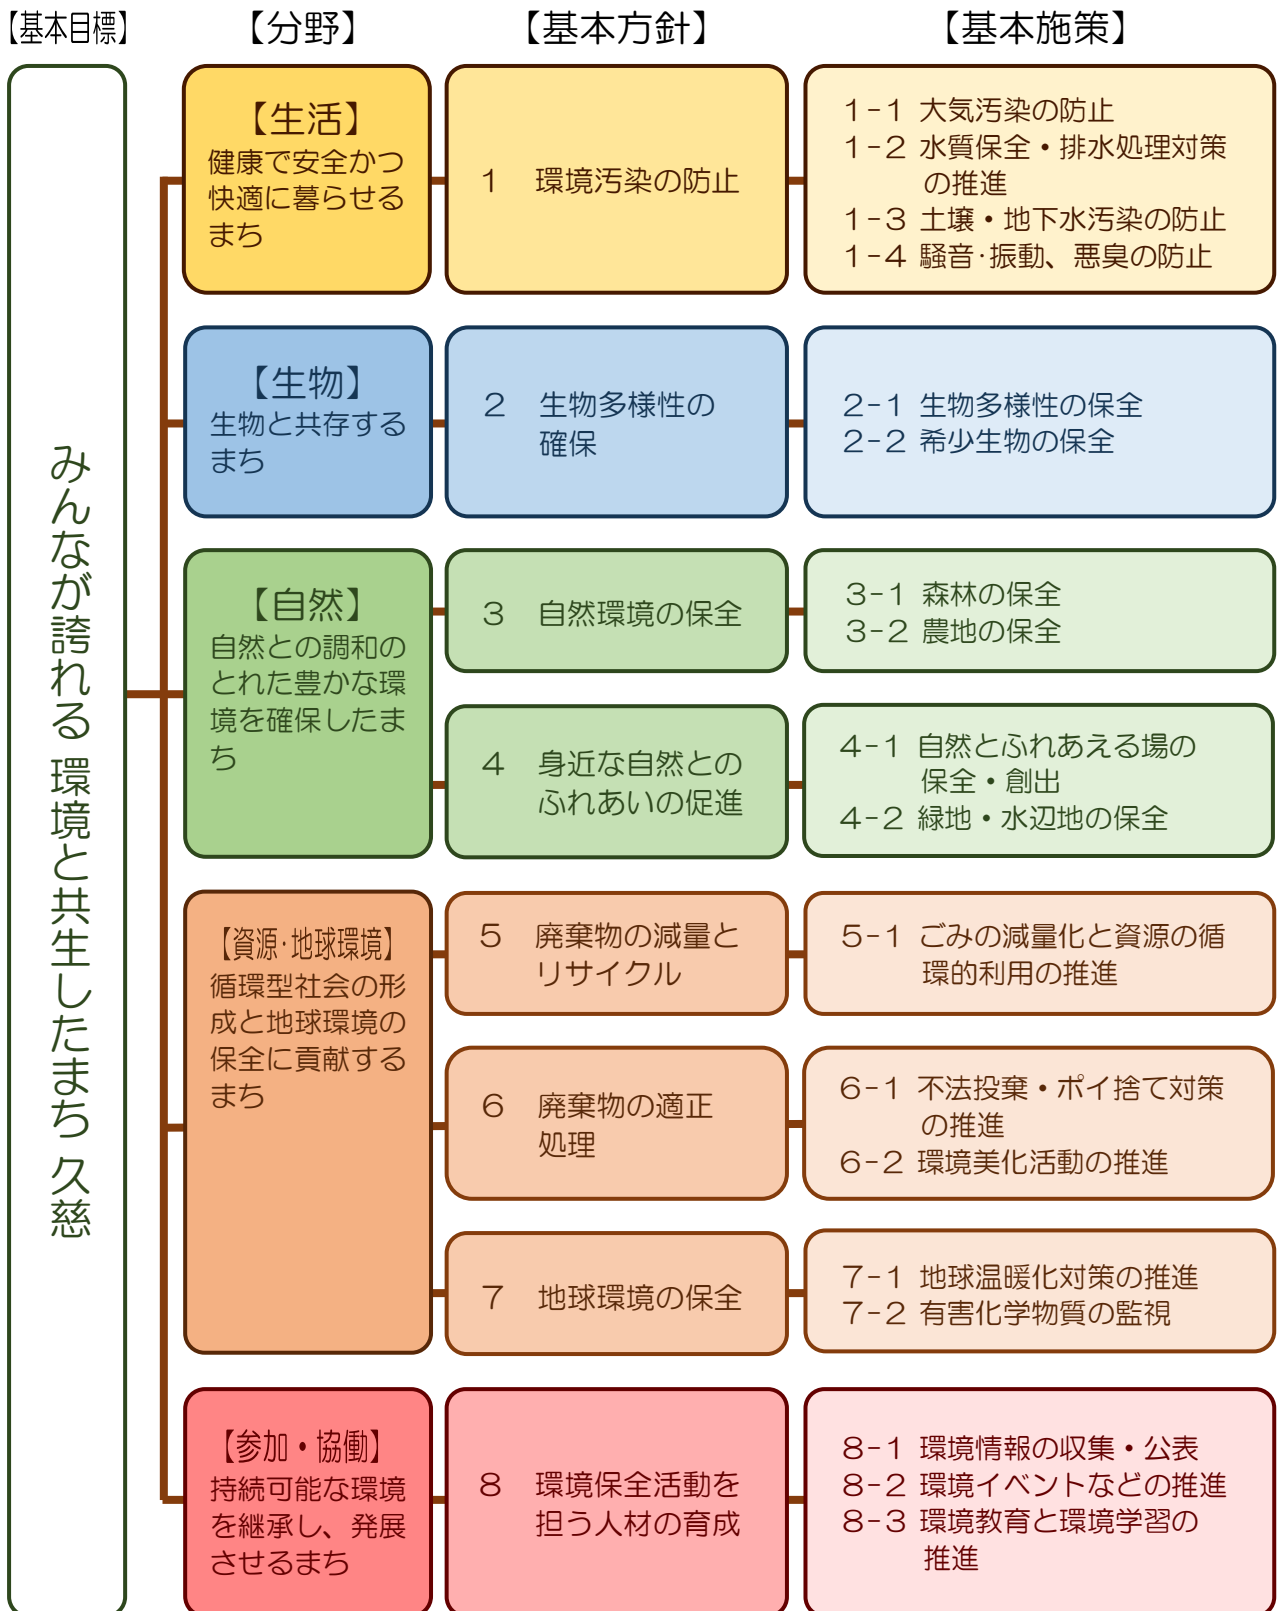 【基本目標】
【分野】
【基本方針】
【基本施策】
みんなが誇れる 環境と共生したまち 久慈
【生活】
健康で安全かつ
快適に暮らせる
まち
1 環境汚染の防止
1-1 大気汚染の防止
1-2 水質保全・排水処理対策
の推進
1-3 土壌・地下水汚染の防止
1-4 騒音・振動、悪臭の防止
【生物】
生物と共存する
まち
2 生物多様性の
確保
2-1 生物多様性の保全
2-2 希少生物の保全
【自然】
自然との調和の
とれた豊かな環
境を確保したま
ち
3 自然環境の保全
3-1 森林の保全
3-2 農地の保全
4 身近な自然との
ふれあいの促進
4-1 自然とふれあえる場の
保全・創出
4-2 緑地・水辺地の保全
【資源・地球環境】
循環型社会の形
成と地球環境の
保全に貢献する
まち
5 廃棄物の減量と
リサイクル
5-1 ごみの減量化と資源の循
環的利用の推進
6 廃棄物の適正
処理
6-1 不法投棄・ポイ捨て対策
の推進
6-2 環境美化活動の推進
7 地球環境の保全
7-1 地球温暖化対策の推進
7-2 有害化学物質の監視
【参加・協働】
持続可能な環境
を継承し、発展
させるまち
8 環境保全活動を
担う人材の育成
8-1 環境情報の収集・公表
8-2 環境イベントなどの推進
8-3 環境教育と環境学習の
推進